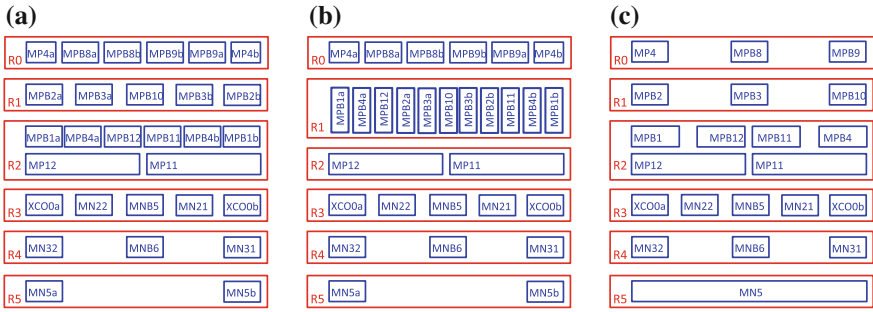 (a)
R0 MP4a MPB8a MPB8b MPB9b MPB9a MP4b
R1 MPB2a MPB3a MPB10 MPB3b MPB2b
MPB1a MPB4a MPB12 MPB11 MPB4b MPB1b
R2 MP12 MP11
R3 XCO0a MN22 MNB5 MN21 XCO0b
R4 MN32 MNB6 MN31
R5 MN5a MN5b
(b)
R0 MP4a MPB8a MPB8b MPB9b MPB9a MP4b
R1 MPB1a MPB4a MPB12 MPB2a MPB3a MPB10 MPB3b MPB2b MPB11 MPB4b MPB1b
R2 MP12 MP11
R3 XCO0a MN22 MNB5 MN21 XCO0b
R4 MN32 MNB6 MN31
R5 MN5a MN5b
(c)
R0 MP4 MPB8 MPB9
R1 MPB2 MPB3 MPB10
MPB1 MPB12 MPB11 MPB4
R2 MP12 MP11
R3 XCO0a MN22 MNB5 MN21 XCO0b
R4 MN32 MNB6 MN31
R5 MN5